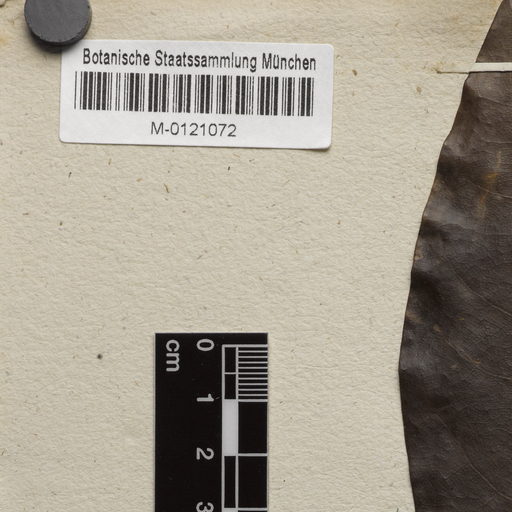 Botanische Staatssammlung München
M-0121072
cm
0
1
2
3